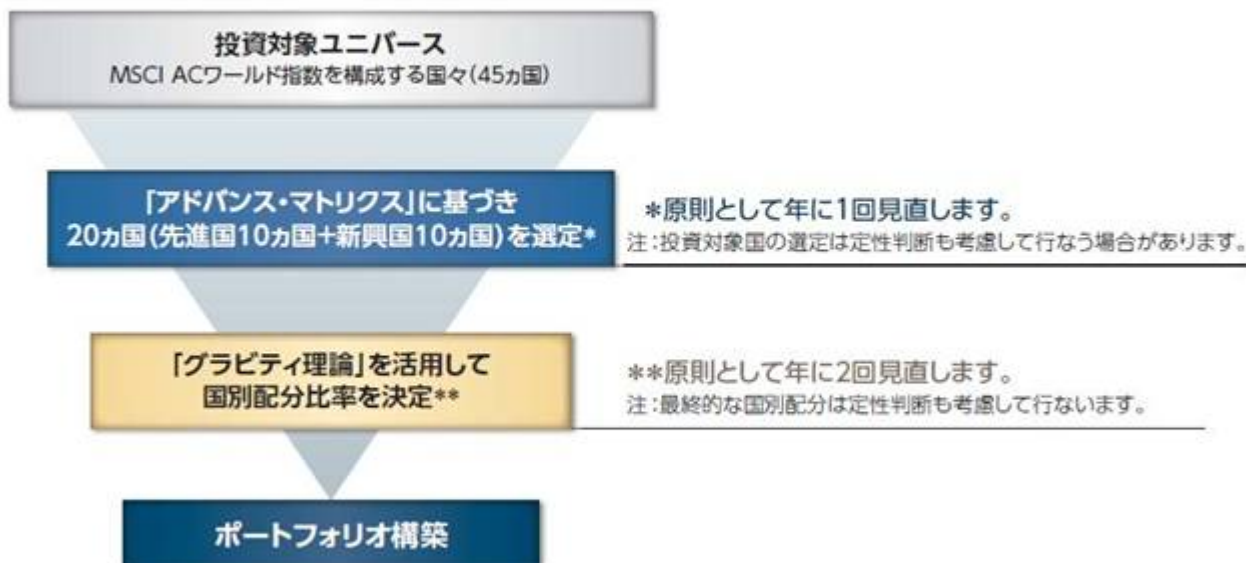 投資対象ユニバース
MSCI ACワールド指数を構成する国々(45ヵ国)
「アドバンス・マトリクス」に基づき
20ヵ国(先進国10ヵ国+新興国10ヵ国)を選定*
*原則として年に1回見直します。
注:投資対象国の選定は定性判断も考慮して行なう場合があります。
「グラビティ理論」を活用して
国別配分比率を決定**
**原則として年に2回見直します。
注:最終的な国別配分は定性判断も考慮して行ないます。
ポートフォリオ構築